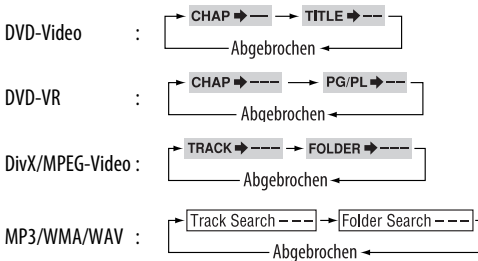 DVD-Video : CHAP ➡ –– TITLE ➡ ––
Abgebrochen
DVD-VR : CHAP ➡ ––– PG/PL ➡ ––
Abgebrochen
DivX/MPEG-Video : TRACK ➡ ––– FOLDER ➡ –––
Abgebrochen
MP3/WMA/WAV : Track Search ––– Folder Search –––
Abgebrochen